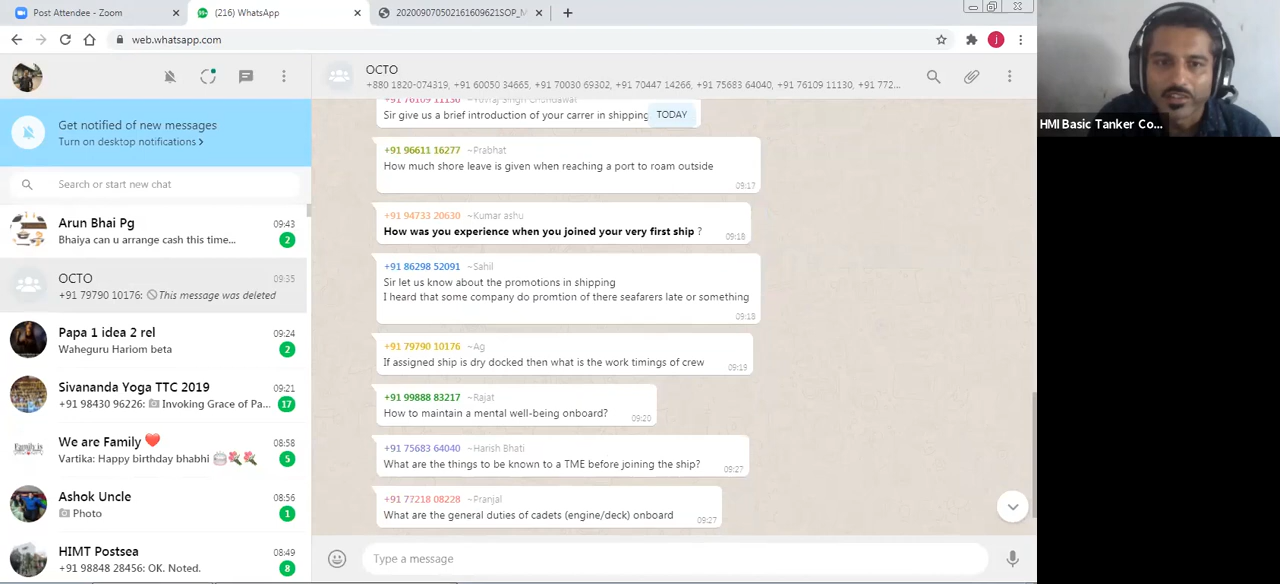 Post Attendee - Zoom
(216) WhatsApp
20200907050216160962
web.whatsapp.com
j
Get notified of new messages
Turn on desktop notifications >
Search or start new chat
Arun Bhai Pg 09:43
Bhaiya can u arrange cash this time... 2
OCTO 09:35
+91 79790 10176: This message was deleted
Papa 1 idea 2 rel 09:24
Waheguru Hariom beta 2
Sivananda Yoga TTC 2019 09:21
+91 98430 96226: Invoking Grace of Pa... 17
We are Family 08:58
Vartika: Happy birthday bhabhi 5
Ashok Uncle 08:56
Photo 1
HIMT Postsea 08:49
+91 98848 28456: OK. Noted. 8
OCTO
+880 1820-074319, +91 60050 34665, +91 70030 69302, +91 70447 14266, +91 75683 64040, +91 76109 11130, +91 772...
+91 76109 11130
Sir give us a brief introduction of your carrer in shipping
TODAY
+91 96611 16277 ~Prabhat
How much shore leave is given when reaching a port to roam outside
09:17
+91 94733 20630 ~Kumar ashu
How was you experience when you joined your very first ship ? 09:18
+91 86298 52091 ~Sahil
Sir let us know about the promotions in shipping
I heard that some company do promtion of there seafarers late or something
09:18
+91 79790 10176 ~Ag
If assigned ship is dry docked then what is the work timings of crew 09:19
+91 99888 83217 ~Rajat
How to maintain a mental well-being onboard? 09:20
+91 75683 64040 ~Harish Bhati
What are the things to be known to a TME before joining the ship? 09:27
+91 77218 08228 ~Pranjal
What are the general duties of cadets (engine/deck) onboard 09:27
Type a message
HMI Basic Tanker Co...